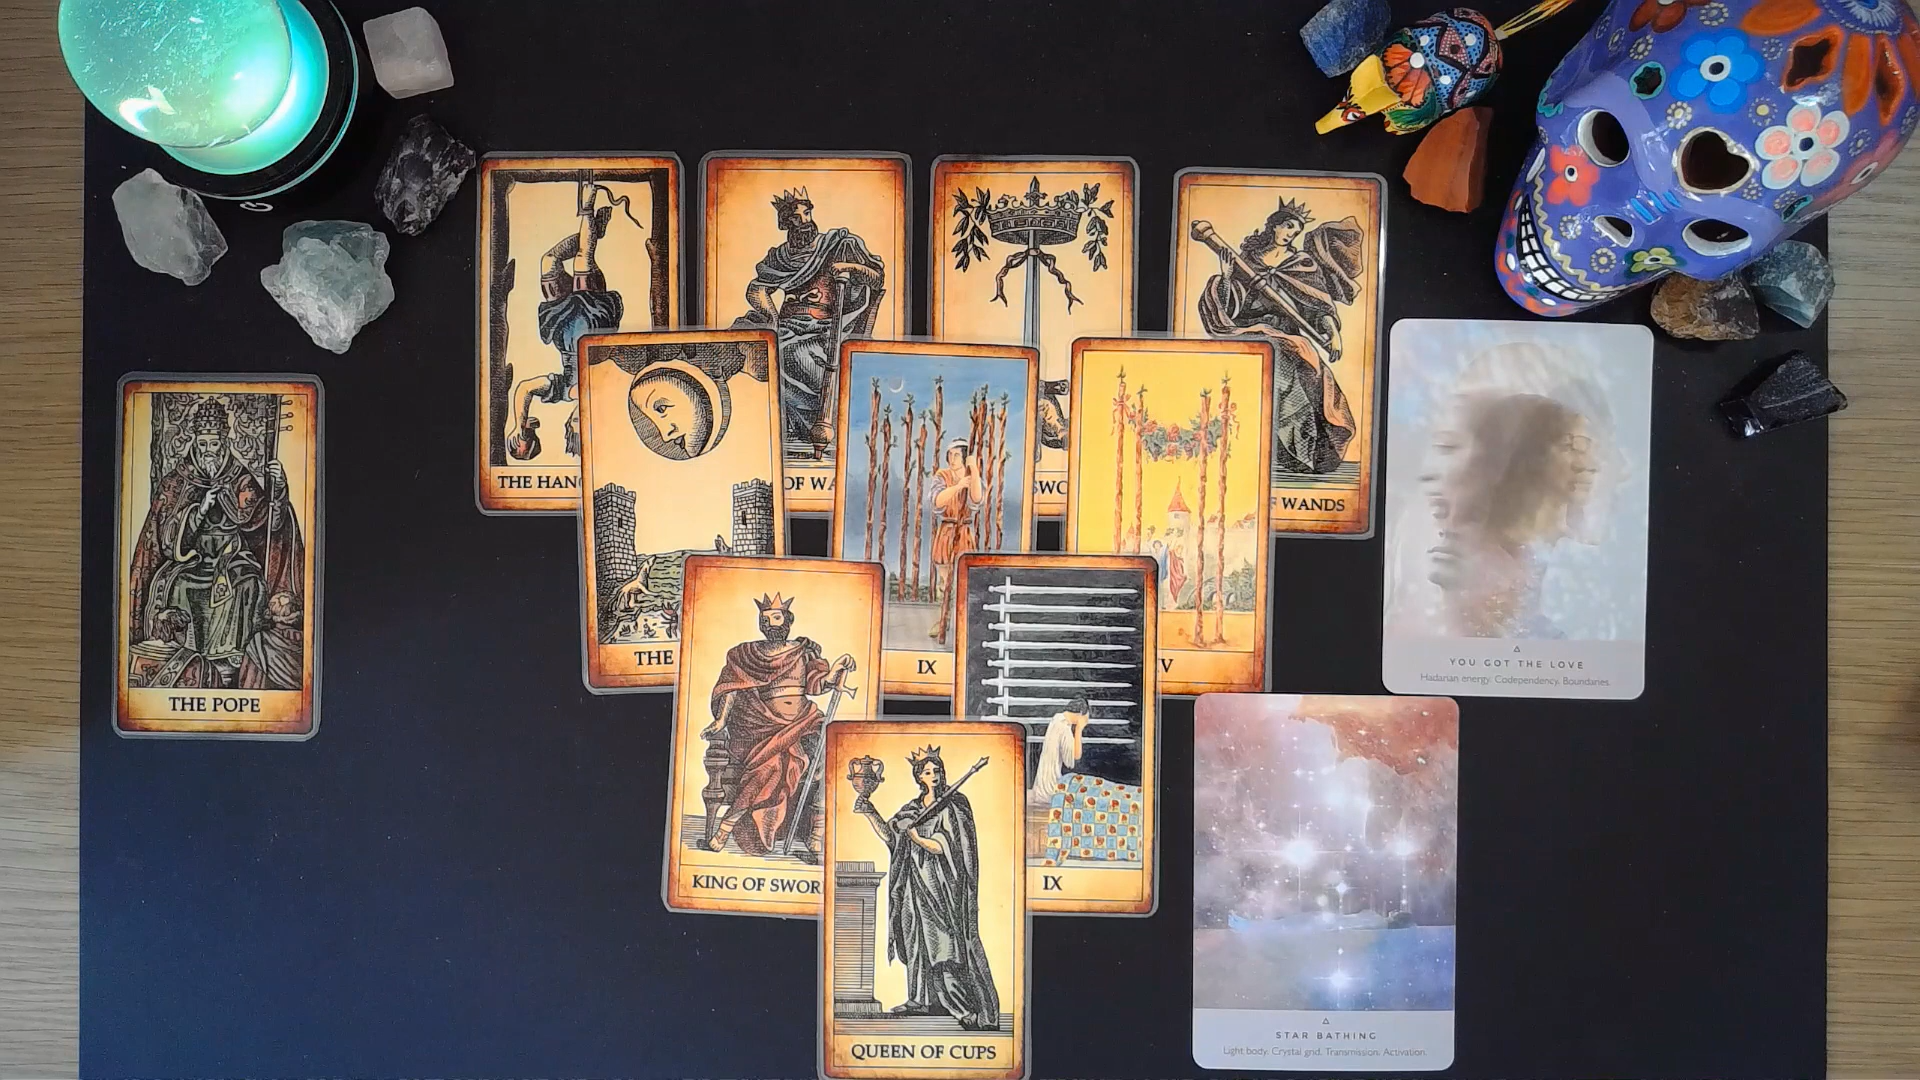 THE HAN
OF WA
SWO
F WANDS
THE POPE
THE
IX
V
YOU GOT THE LOVE
Hadarian energy. Codependency. Boundaries.
KING OF SWOR
IX
QUEEN OF CUPS
STAR BATHING
Light body. Crystal grid. Transmission. Activation.